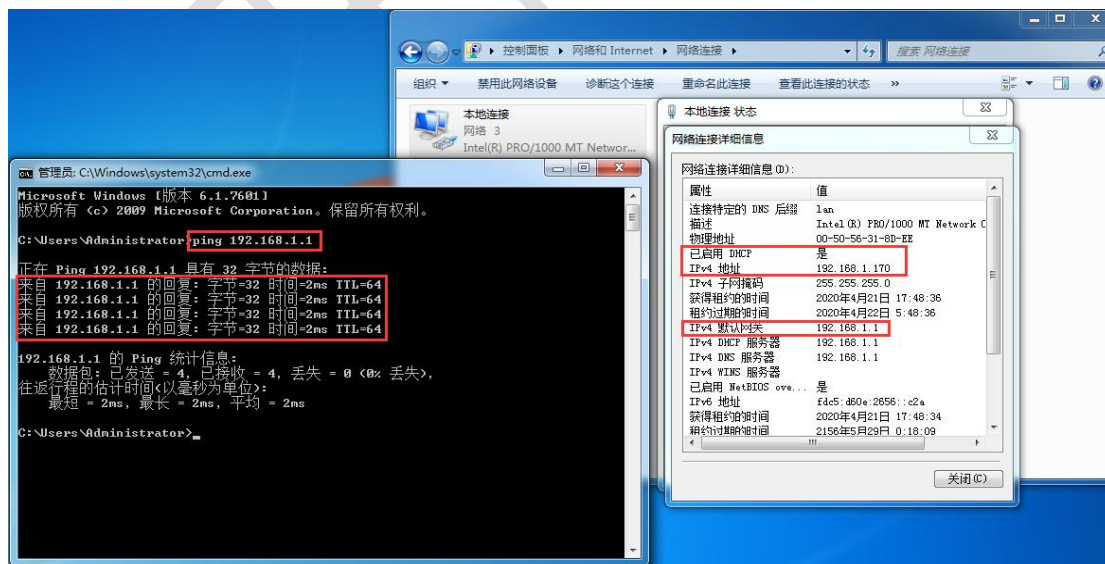 控制面板 ▸ 网络和 Internet ▸ 网络连接 ▸
搜索 网络连接
组织 禁用此网络设备 诊断这个连接 重命名此连接 查看此连接的状态 »
本地连接
网络 3
Intel(R) PRO/1000 MT Networ...
本地连接 状态
网络连接详细信息
网络连接详细信息(D):
属性 值
连接特定的 DNS 后缀 lan
描述 Intel(R) PRO/1000 MT Network C
物理地址 00-50-56-31-8D-EE
已启用 DHCP 是
IPv4 地址 192.168.1.170
IPv4 子网掩码 255.255.255.0
获得租约的时间 2020年4月21日 17:48:36
租约过期的时间 2020年4月22日 5:48:36
IPv4 默认网关 192.168.1.1
IPv4 DHCP 服务器 192.168.1.1
IPv4 DNS 服务器 192.168.1.1
IPv4 WINS 服务器
已启用 NetBIOS ove... 是
IPv6 地址 fdc5:d60e:2656::c2a
获得租约的时间 2020年4月21日 17:48:34
租约过期的时间 2156年5月29日 0:18:09
关闭(C)
管理员: C:\Windows\system32\cmd.exe
Microsoft Windows [版本 6.1.7601]
版权所有 (c) 2009 Microsoft Corporation。保留所有权利。
C:\Users\Administrator>ping 192.168.1.1
正在 Ping 192.168.1.1 具有 32 字节的数据:
来自 192.168.1.1 的回复: 字节=32 时间=2ms TTL=64
来自 192.168.1.1 的回复: 字节=32 时间=2ms TTL=64
来自 192.168.1.1 的回复: 字节=32 时间=2ms TTL=64
来自 192.168.1.1 的回复: 字节=32 时间=2ms TTL=64
192.168.1.1 的 Ping 统计信息:
数据包: 已发送 = 4, 已接收 = 4, 丢失 = 0 (0% 丢失),
往返行程的估计时间(以毫秒为单位):
最短 = 2ms, 最长 = 2ms, 平均 = 2ms
C:\Users\Administrator>